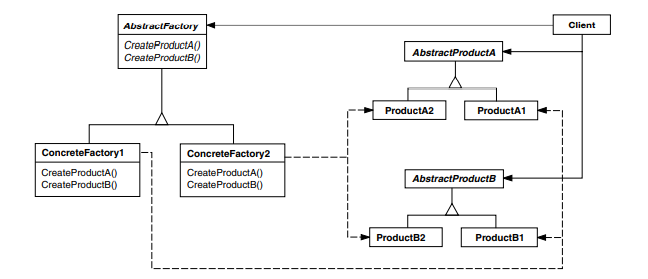 AbstractFactory
CreateProductA()
CreateProductB()
Client
AbstractProductA
ProductA2
ProductA1
ConcreteFactory1
CreateProductA()
CreateProductB()
ConcreteFactory2
CreateProductA()
CreateProductB()
AbstractProductB
ProductB2
ProductB1